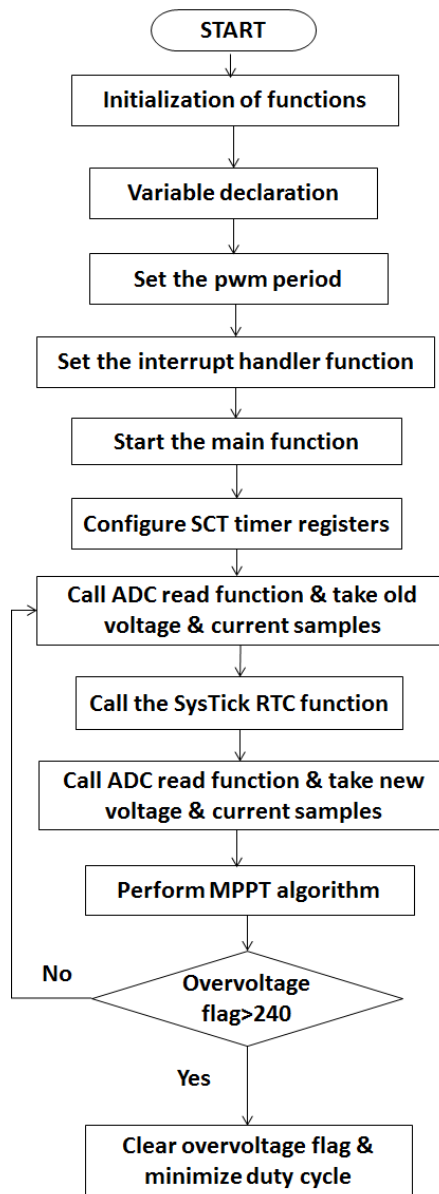 START
Initialization of functions
Variable declaration
Set the pwm period
Set the interrupt handler function
Start the main function
Configure SCT timer registers
Call ADC read function & take old
voltage & current samples
Call the SysTick RTC function
Call ADC read function & take new
voltage & current samples
Perform MPPT algorithm
No
Overvoltage
flag>240
Yes
Clear overvoltage flag &
minimize duty cycle